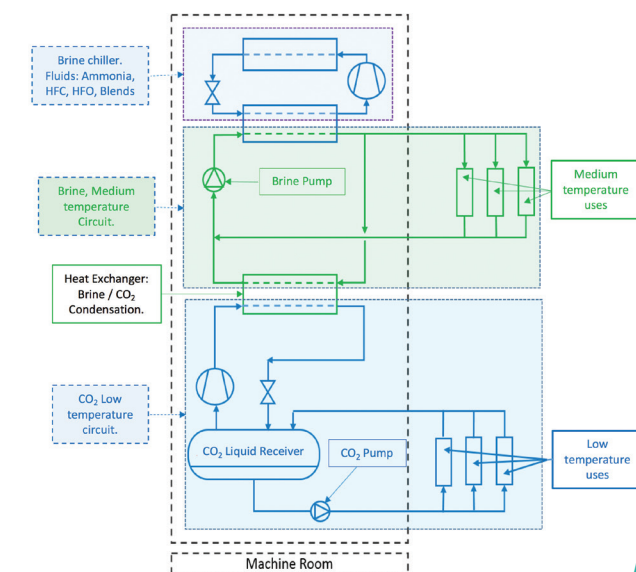 Brine chiller.
Fluids: Ammonia,
HFC, HFO, Blends
Brine Pump
Medium
temperature
uses
Brine, Medium
temperature
Circuit.
Heat Exchanger:
Brine / CO₂
Condensation.
CO₂ Low
temperature
circuit.
CO₂ Liquid Receiver
CO₂ Pump
Low
temperature
uses
Machine Room